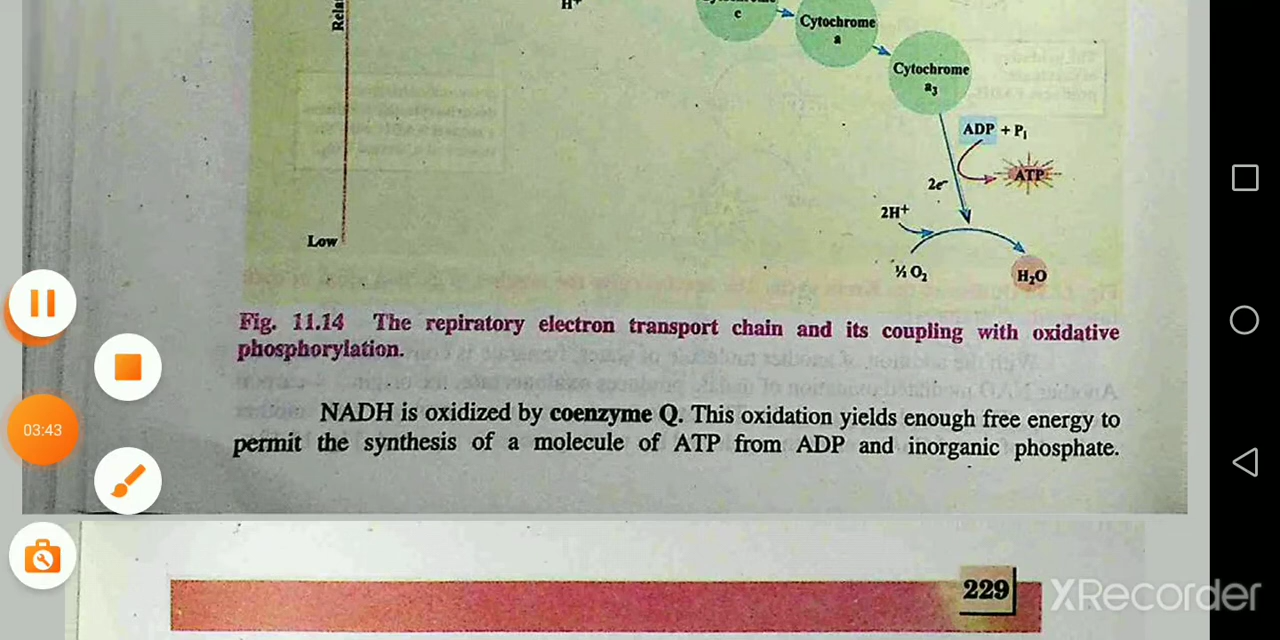 Rela
H+
c
Cytochrome
a
Cytochrome
a3
ADP + Pi
ATP
2e-
2H+
Low
½ O2
H2O
Fig. 11.14 The repiratory electron transport chain and its coupling with oxidative
phosphorylation.
NADH is oxidized by coenzyme Q. This oxidation yields enough free energy to
permit the synthesis of a molecule of ATP from ADP and inorganic phosphate.
03:43
229
XRecorder